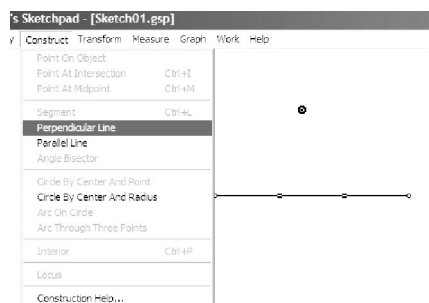 's Sketchpad - [Sketch01.gsp]
y Construct Transform Measure Graph Work Help
Point On Object
Point At Intersection Ctrl+I
Point At Midpoint Ctrl+M
Segment Ctrl+L
Perpendicular Line
Parallel Line
Angle Bisector
Circle By Center And Point
Circle By Center And Radius
Arc On Circle
Arc Through Three Points
Interior Ctrl+P
Locus
Construction Help...